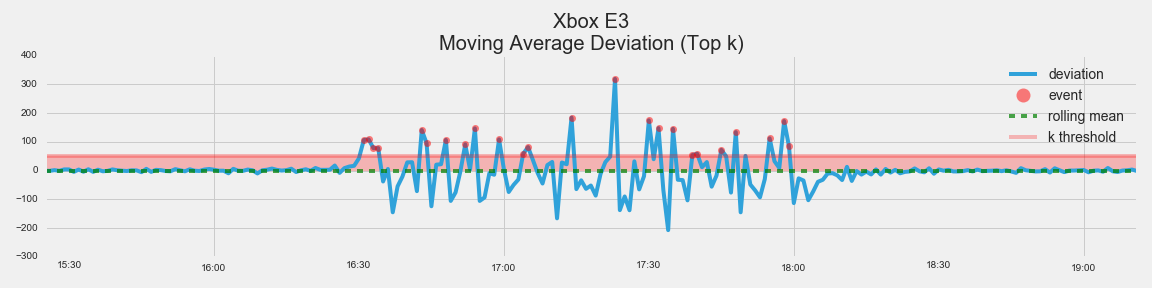 Xbox E3
Moving Average Deviation (Top k)
400
300
200
100
0
−100
−200
−300
deviation
event
rolling mean
k threshold
15:30
16:00
16:30
17:00
17:30
18:00
18:30
19:00